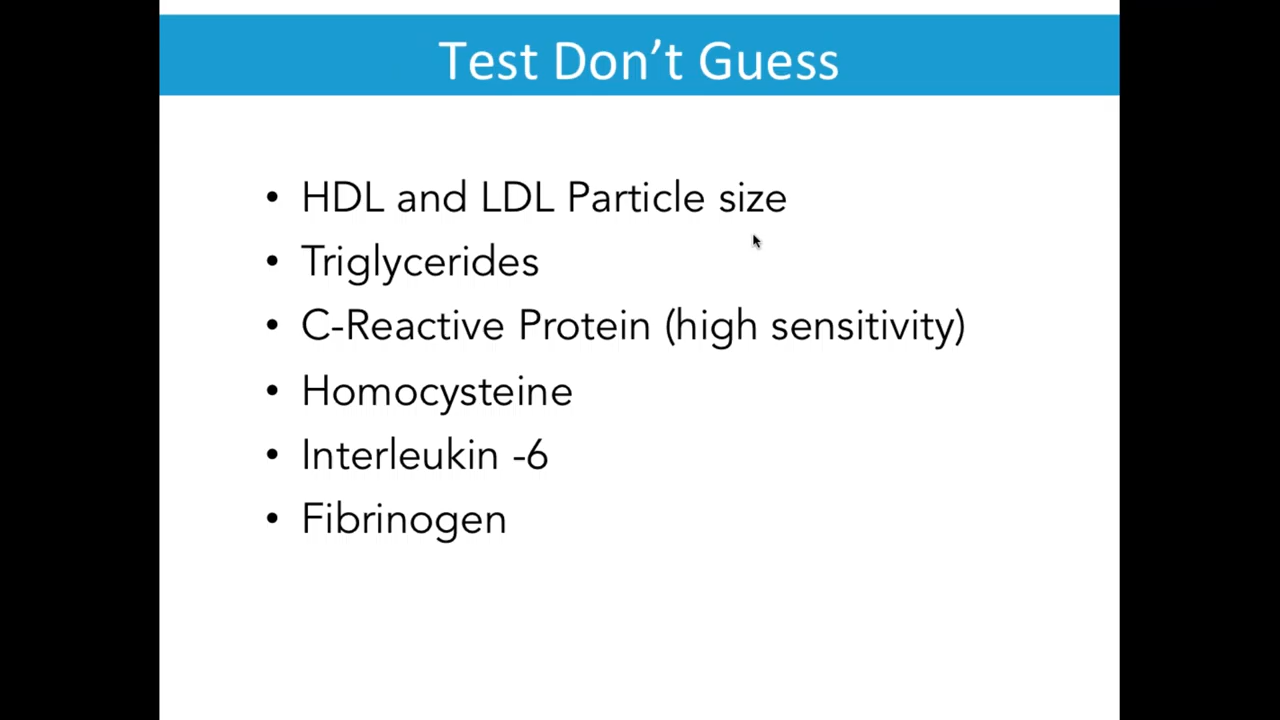 Test Don’t Guess
• HDL and LDL Particle size
• Triglycerides
• C-Reactive Protein (high sensitivity)
• Homocysteine
• Interleukin -6
• Fibrinogen